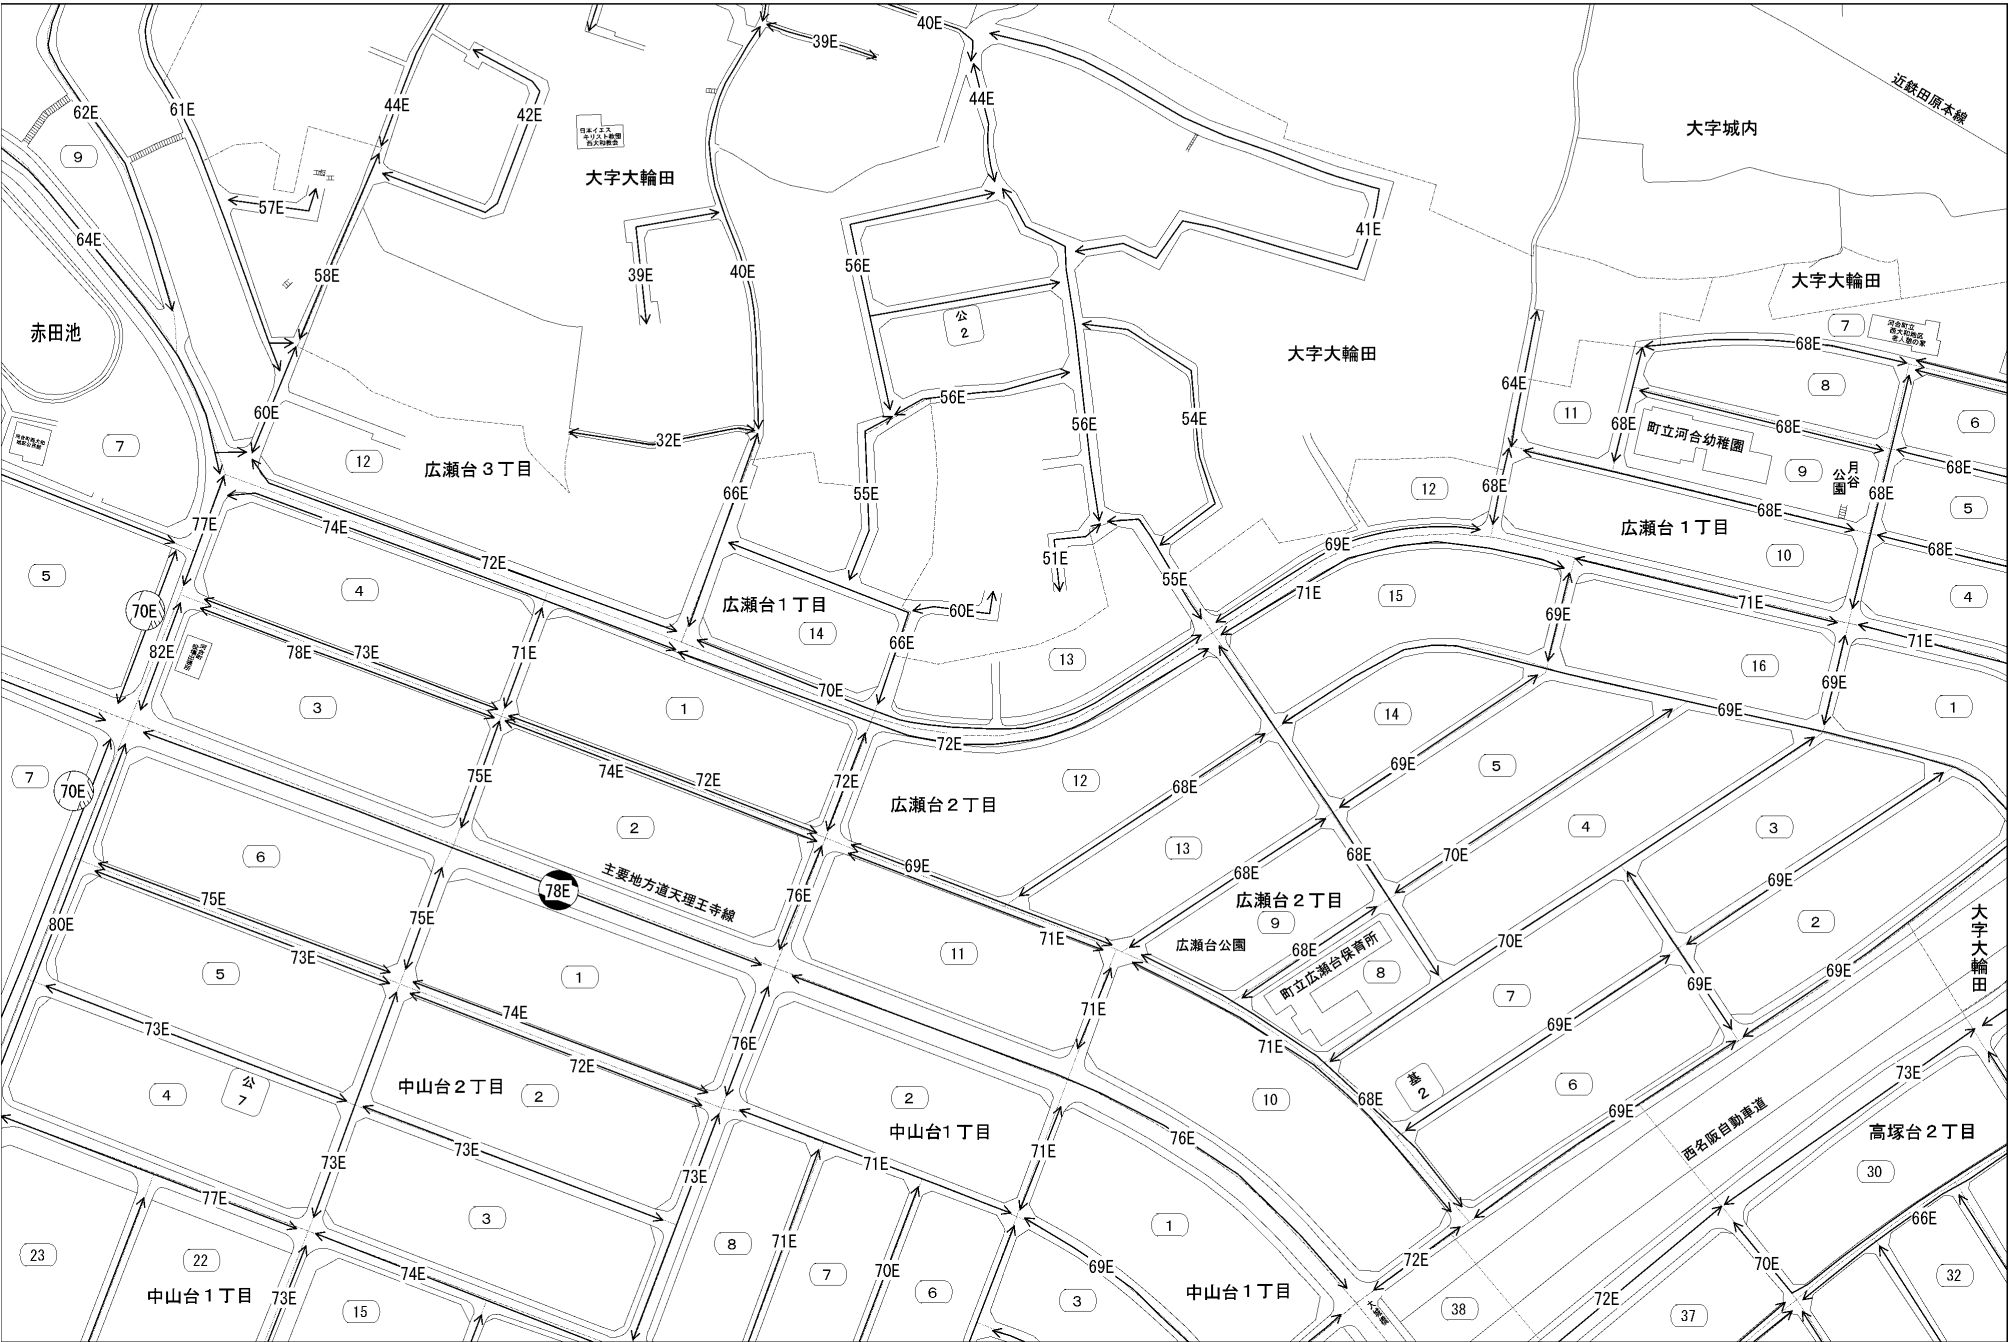 40E
39E
近鉄田原本線
62E
61E
44E
42E
44E
日本イエス
キリスト教団
西大和教会
大字城内
9
大字大輪田
57E
64E
41E
58E
39E
40E
56E
大字大輪田
赤田池
公
2
大字大輪田
7
河合町立
西大和地区
老人憩の家
68E
8
64E
60E
56E
11
6
54E
68E
68E
町立河合幼稚園
32E
56E
7
12
広瀬台3丁目
68E
9
月谷
公園
66E
55E
12
68E
68E
5
77E
74E
68E
広瀬台1丁目
69E
51E
10
68E
72E
5
4
55E
71E
15
71E
4
70E
広瀬台1丁目
14
60E
69E
66E
71E
82E
78E
73E
71E
13
16
69E
3
1
70E
14
69E
1
72E
7
75E
74E
72E
72E
12
69E
5
70E
広瀬台2丁目
68E
2
4
3
6
13
68E
70E
主要地方道天理王寺線
69E
68E
69E
78E
76E
75E
75E
広瀬台2丁目
2
大字大輪田
80E
9
71E
広瀬台公園
68E
70E
73E
11
町立広瀬台保育所
8
5
1
69E
69E
7
74E
71E
69E
73E
76E
71E
72E
73E
基
2
6
公
7
4
中山台2丁目
2
2
10
68E
69E
西名阪自動車道
中山台1丁目
76E
高塚台2丁目
73E
73E
71E
71E
30
73E
77E
3
1
66E
23
22
8
71E
70E
69E
72E
70E
74E
7
32
中山台1丁目
73E
15
6
3
中山台1丁目
72E
38
37